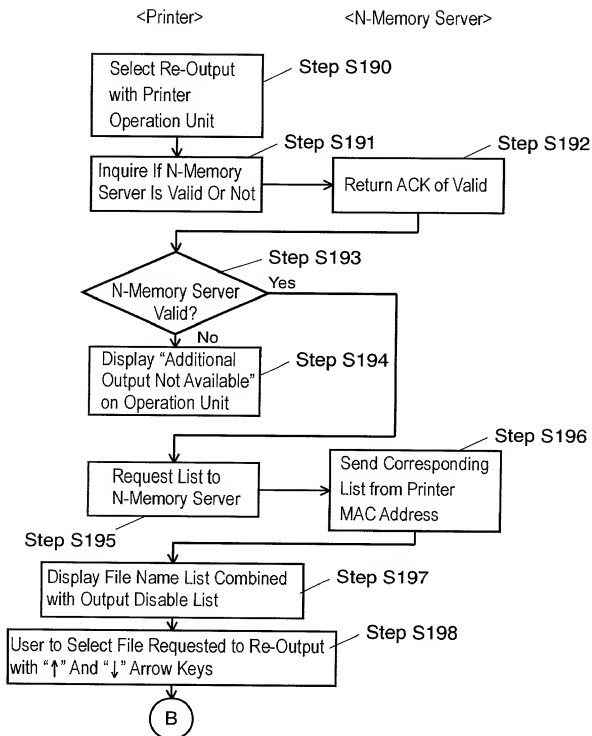 <Printer>
<N-Memory Server>
Select Re-Output
with Printer
Operation Unit
Step S190
Step S191
Inquire If N-Memory
Server Is Valid Or Not
Step S192
Return ACK of Valid
Step S193
N-Memory Server
Valid?
Yes
No
Display “Additional
Output Not Available”
on Operation Unit
Step S194
Request List to
N-Memory Server
Step S195
Step S196
Send Corresponding
List from Printer
MAC Address
Display File Name List Combined
with Output Disable List
Step S197
User to Select File Requested to Re-Output
with “↑” And “↓” Arrow Keys
Step S198
B